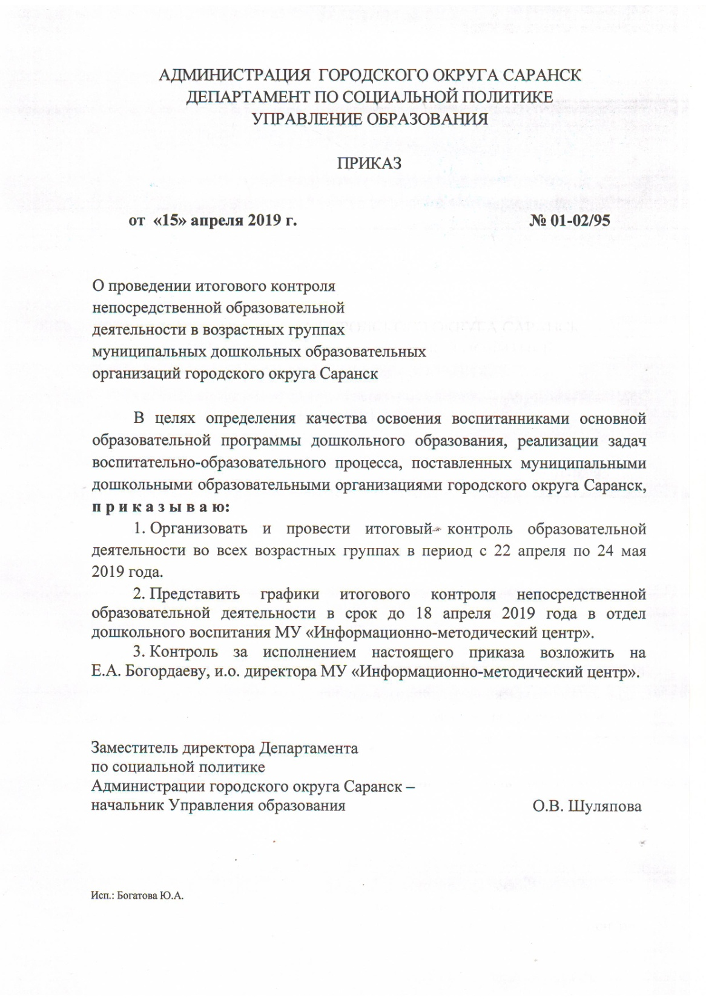 АДМИНИСТРАЦИЯ ГОРОДСКОГО ОКРУГА САРАНСК
ДЕПАРТАМЕНТ ПО СОЦИАЛЬНОЙ ПОЛИТИКЕ
УПРАВЛЕНИЕ ОБРАЗОВАНИЯ
ПРИКАЗ
от «15» апреля 2019 г. № 01-02/95
О проведении итогового контроля
непосредственной образовательной
деятельности в возрастных группах
муниципальных дошкольных образовательных
организаций городского округа Саранск
В целях определения качества освоения воспитанниками основной
образовательной программы дошкольного образования, реализации задач
воспитательно-образовательного процесса, поставленных муниципальными
дошкольными образовательными организациями городского округа Саранск,
п р и к а з ы в а ю:
1. Организовать и провести итоговый контроль образовательной
деятельности во всех возрастных группах в период с 22 апреля по 24 мая
2019 года.
2. Представить графики итогового контроля непосредственной
образовательной деятельности в срок до 18 апреля 2019 года в отдел
дошкольного воспитания МУ «Информационно-методический центр».
3. Контроль за исполнением настоящего приказа возложить на
Е.А. Богордаеву, и.о. директора МУ «Информационно-методический центр».
Заместитель директора Департамента
по социальной политике
Администрации городского округа Саранск –
начальник Управления образования О.В. Шуляпова
Исп.: Богатова Ю.А.